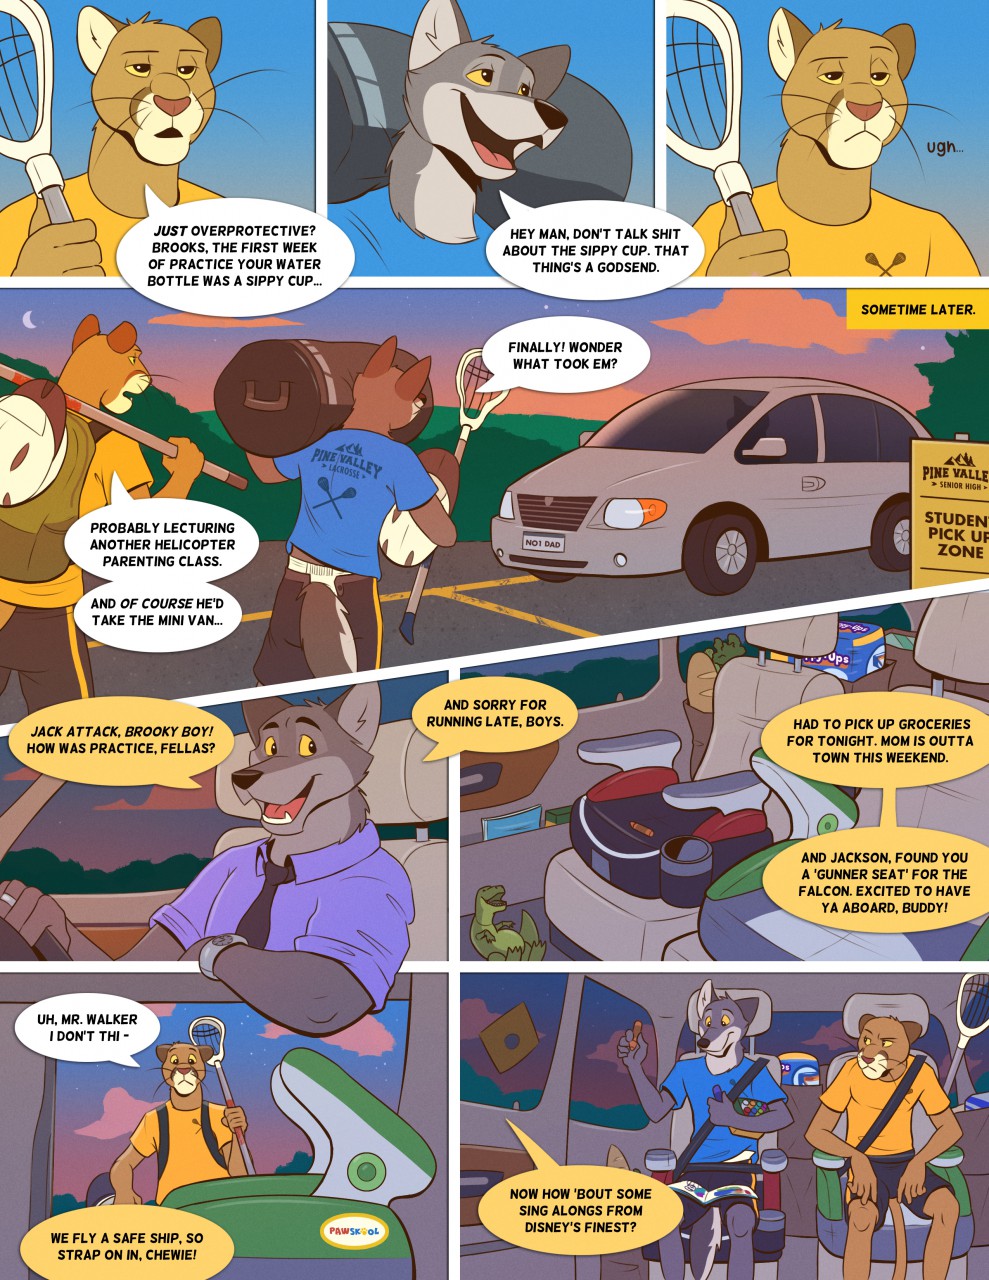 JUST OVERPROTECTIVE?
BROOKS, THE FIRST WEEK
OF PRACTICE YOUR WATER
BOTTLE WAS A SIPPY CUP...
HEY MAN, DON'T TALK SHIT
ABOUT THE SIPPY CUP. THAT
THING'S A GODSEND.
ugh...
SOMETIME LATER.
FINALLY! WONDER
WHAT TOOK EM?
PINE VALLEY
LACROSSE
PROBABLY LECTURING
ANOTHER HELICOPTER
PARENTING CLASS.
AND OF COURSE HE'D
TAKE THE MINI VAN...
NO1 DAD
PINE VALLE
SENIOR HIGH
STUDENT
PICK UP
ZONE
JACK ATTACK, BROOKY BOY!
HOW WAS PRACTICE, FELLAS?
AND SORRY FOR
RUNNING LATE, BOYS.
HAD TO PICK UP GROCERIES
FOR TONIGHT. MOM IS OUTTA
TOWN THIS WEEKEND.
AND JACKSON, FOUND YOU
A 'GUNNER SEAT' FOR THE
FALCON. EXCITED TO HAVE
YA ABOARD, BUDDY!
UH, MR. WALKER
I DON'T THI -
WE FLY A SAFE SHIP, SO
STRAP ON IN, CHEWIE!
PAWSKOOL
NOW HOW 'BOUT SOME
SING ALONGS FROM
DISNEY'S FINEST?